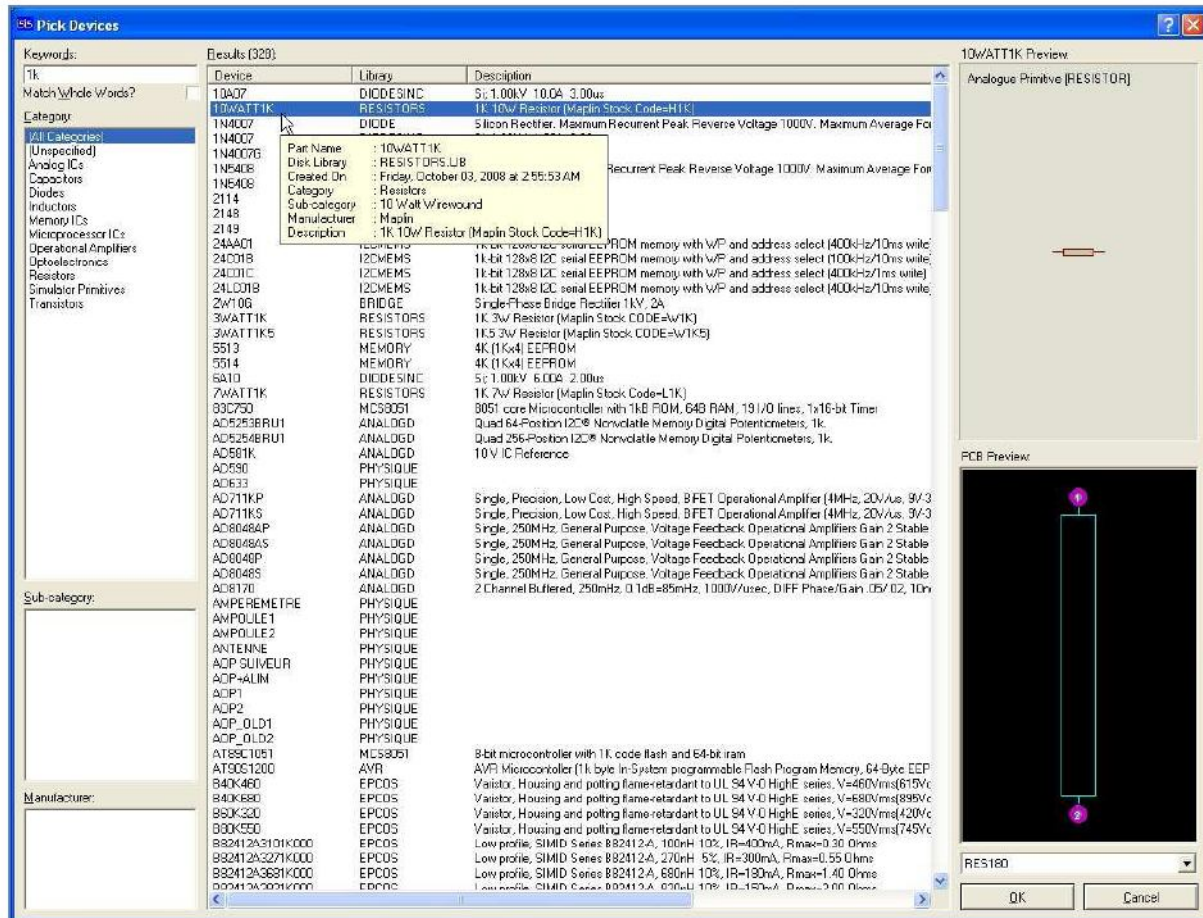 ISIS Pick Devices
Keywords:
1k
Match Whole Words?
Category:
(All Categories)
(Unspecified)
Analog ICs
Capacitors
Diodes
Inductors
Memory ICs
Microprocessor ICs
Operational Amplifiers
Optoelectronics
Resistors
Simulator Primitives
Transistors
Sub-category:
Manufacturer:
Results (328):
Device Library Description
10A07 DIODESINC Si; 1.00kV 10.0A 3.00us
10WATT1K RESISTORS 1K 10W Resistor (Maplin Stock Code=H1K)
1N4007 DIODE Silicon Rectifier. Maximum Recurrent Peak Reverse Voltage 1000V. Maximum Average For
1N4007
1N4007G
1N5408 Recurrent Peak Reverse Voltage 1000V. Maximum Average For
1N5408
2114
2148
2149
Part Name : 10WATT1K
Disk Library : RESISTORS.LIB
Created On : Friday, October 03, 2008 at 2:55:53 AM
Category : Resistors
Sub-category : 10 Watt Wirewound
Manufacturer : Maplin
Description : 1K 10W Resistor (Maplin Stock Code=H1K)
24AA01 I2CMEMS 1k-bit 128x8 I2C serial EEPROM memory with WP and address select (400kHz/10ms write)
24C01B I2CMEMS 1k-bit 128x8 I2C serial EEPROM memory with WP and address select (100kHz/10ms write)
24C01C I2CMEMS 1k-bit 128x8 I2C serial EEPROM memory with WP and address select (400kHz/1ms write)
24LC01B I2CMEMS 1k-bit 128x8 I2C serial EEPROM memory with WP and address select (400kHz/10ms write)
2W10G BRIDGE Single-Phase Bridge Rectifier 1kV, 2A
3WATT1K RESISTORS 1K 3W Resistor (Maplin Stock CODE=W1K)
3WATT1K5 RESISTORS 1K5 3W Resistor (Maplin Stock CODE=W1K5)
5513 MEMORY 4K (1Kx4) EEPROM
5514 MEMORY 4K (1Kx4) EEPROM
6A10 DIODESINC Si; 1.00kV 6.00A 2.00us
7WATT1K RESISTORS 1K 7W Resistor (Maplin Stock Code=L1K)
83C750 MCS8051 8051 core Microcontroller with 1kB ROM, 64B RAM, 19 I/O lines, 1x16-bit Timer
AD5253BRU1 ANALOGD Quad 64-Position I2C® Nonvolatile Memory Digital Potentiometers, 1k.
AD5254BRU1 ANALOGD Quad 256-Position I2C® Nonvolatile Memory Digital Potentiometers, 1k.
AD581K ANALOGD 10 V IC Reference
AD590 PHYSIQUE
AD633 PHYSIQUE
AD711KP ANALOGD Single, Precision, Low Cost, High Speed, BiFET Operational Amplifier (4MHz, 20V/us, 9V-3
AD711KS ANALOGD Single, Precision, Low Cost, High Speed, BiFET Operational Amplifier (4MHz, 20V/us, 9V-3
AD8048AP ANALOGD Single, 250MHz, General Purpose, Voltage Feedback Operational Amplifiers Gain 2 Stable
AD8048AS ANALOGD Single, 250MHz, General Purpose, Voltage Feedback Operational Amplifiers Gain 2 Stable
AD8048P ANALOGD Single, 250MHz, General Purpose, Voltage Feedback Operational Amplifiers Gain 2 Stable
AD8048S ANALOGD Single, 250MHz, General Purpose, Voltage Feedback Operational Amplifiers Gain 2 Stable
AD8170 ANALOGD 2 Channel Buffered, 250mHz, 0.1dB=85mHz, 1000V/usec, DIFF Phase/Gain .05/.02, 10n
AMPEREMETRE PHYSIQUE
AMPOULE1 PHYSIQUE
AMPOULE2 PHYSIQUE
ANTENNE PHYSIQUE
AOP SUIVEUR PHYSIQUE
AOP+ALIM PHYSIQUE
AOP1 PHYSIQUE
AOP2 PHYSIQUE
AOP_OLD1 PHYSIQUE
AOP_OLD2 PHYSIQUE
AT89C1051 MCS8051 8-bit microcontroller with 1K code flash and 64-bit iram
AT90S1200 AVR AVR Microcontoller (1k byte In-System programmable Flash Program Memory, 64-Byte EEP
B40K460 EPCOS Varistor, Housing and potting flame-retardant to UL 94 V-0 HighE series, V=460Vrms(615Vc
B40K680 EPCOS Varistor, Housing and potting flame-retardant to UL 94 V-0 HighE series, V=680Vrms(895Vc
B60K320 EPCOS Varistor, Housing and potting flame-retardant to UL 94 V-0 HighE series, V=320Vrms(420Vc
B80K550 EPCOS Varistor, Housing and potting flame-retardant to UL 94 V-0 HighE series, V=550Vrms(745Vc
B82412A3101K000 EPCOS Low profile, SIMID Series B82412-A, 100nH 10%, IR=400mA, Rmax=0.30 Ohms
B82412A3271K000 EPCOS Low profile, SIMID Series B82412-A, 270nH 5%, IR=300mA, Rmax=0.55 Ohms
B82412A3681K000 EPCOS Low profile, SIMID Series B82412-A, 680nH 10%, IR=180mA, Rmax=1.40 Ohms
10WATT1K Preview:
Analogue Primitive [RESISTOR]
PCB Preview:
1
2
RES180
OK
Cancel